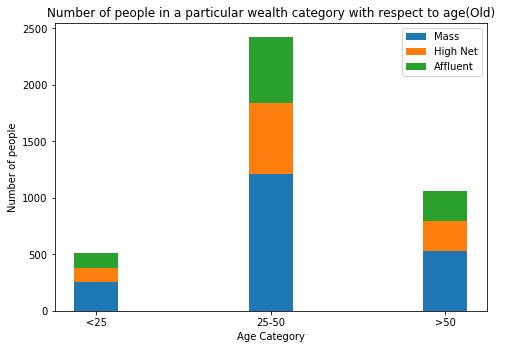 Number of people in a particular wealth category with respect to age(Old)
Mass
High Net
Affluent
2500
2000
1500
1000
500
0
Number of people
<25
25-50
>50
Age Category